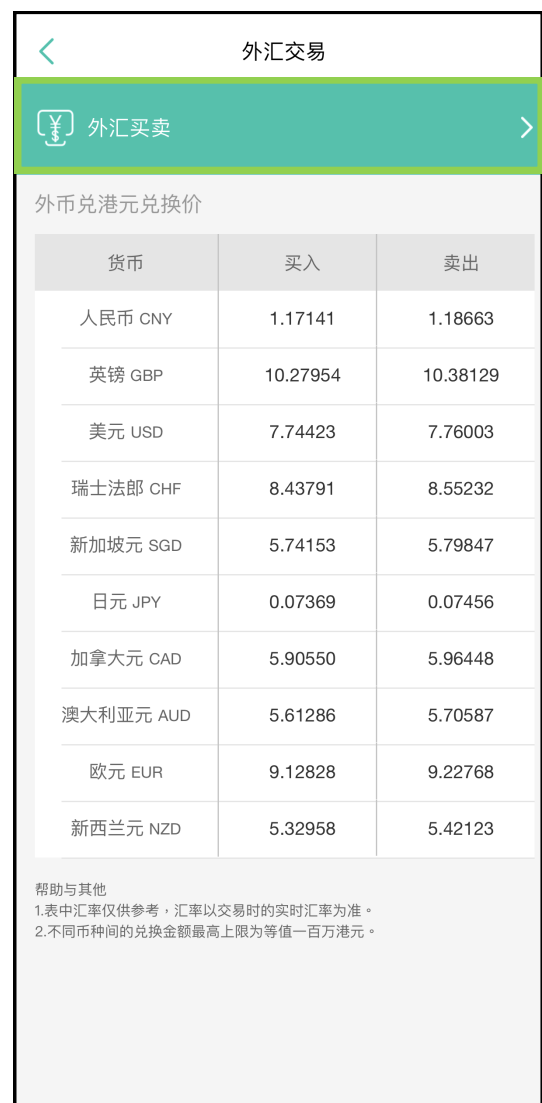 外汇交易
外汇买卖
外币兑港元兑换价
货币 买入 卖出
人民币 CNY 1.17141 1.18663
英镑 GBP 10.27954 10.38129
美元 USD 7.74423 7.76003
瑞士法郎 CHF 8.43791 8.55232
新加坡元 SGD 5.74153 5.79847
日元 JPY 0.07369 0.07456
加拿大元 CAD 5.90550 5.96448
澳大利亚元 AUD 5.61286 5.70587
欧元 EUR 9.12828 9.22768
新西兰元 NZD 5.32958 5.42123
帮助与其他
1.表中汇率仅供参考，汇率以交易时的实时汇率为准。
2.不同币种间的兑换金额最高上限为等值一百万港元。